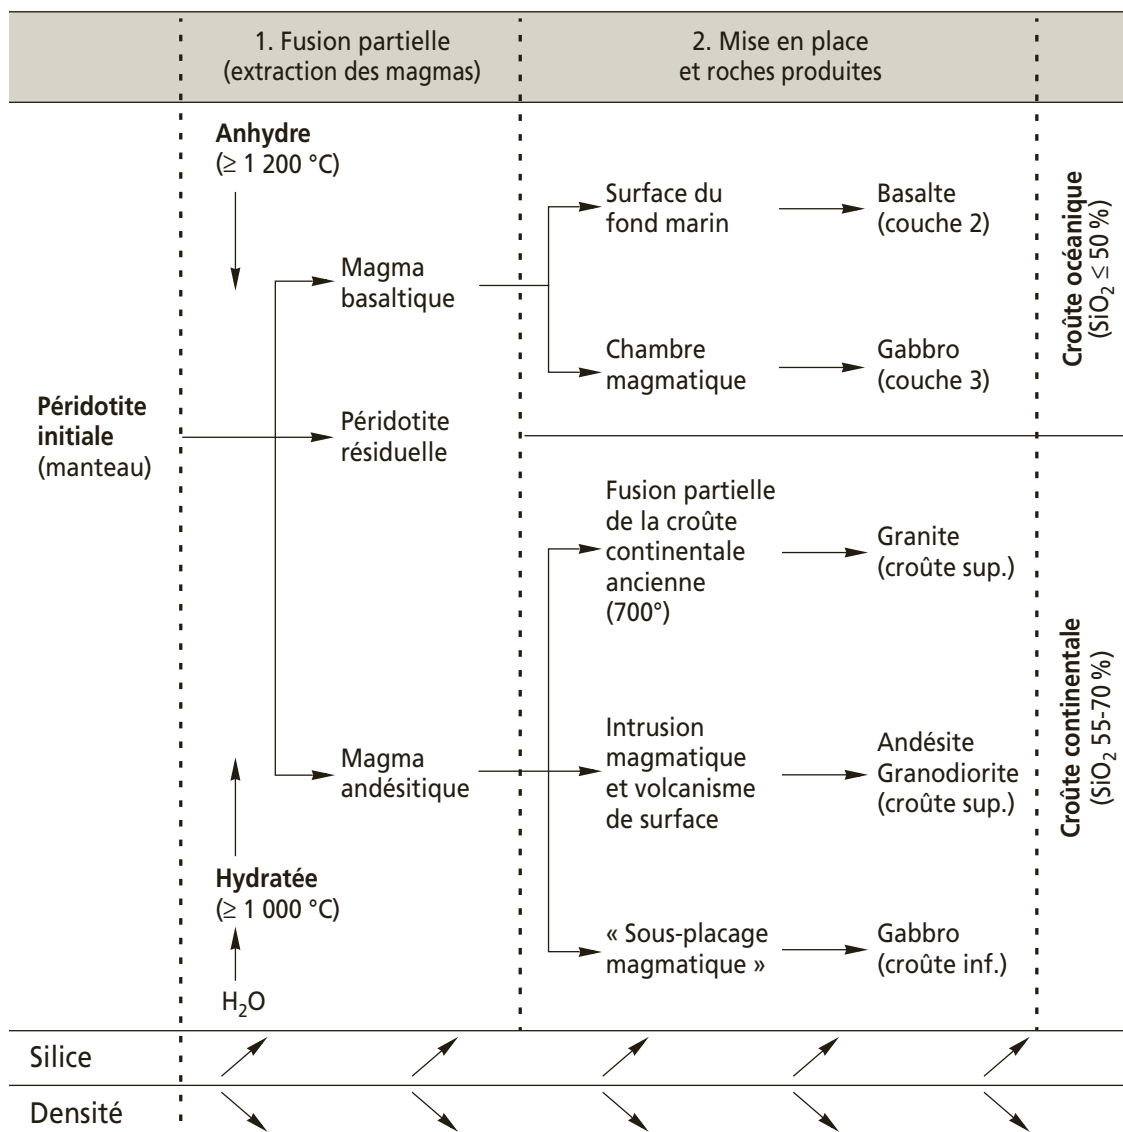 1. Fusion partielle
(extraction des magmas)
2. Mise en place
et roches produites
Péridotite
initiale
(manteau)
Anhydre
(≥ 1 200 °C)
Magma
basaltique
Péridotite
résiduelle
Magma
andésitique
Hydratée
(≥ 1 000 °C)
H₂O
Surface du
fond marin
Basalte
(couche 2)
Chambre
magmatique
Gabbro
(couche 3)
Croûte océanique
(SiO₂ ≤ 50 %)
Fusion partielle
de la croûte
continentale
ancienne
(700°)
Granite
(croûte sup.)
Intrusion
magmatique
et volcanisme
de surface
Andésite
Granodiorite
(croûte sup.)
« Sous-placage
magmatique »
Gabbro
(croûte inf.)
Croûte continentale
(SiO₂ 55-70 %)
Silice
Densité